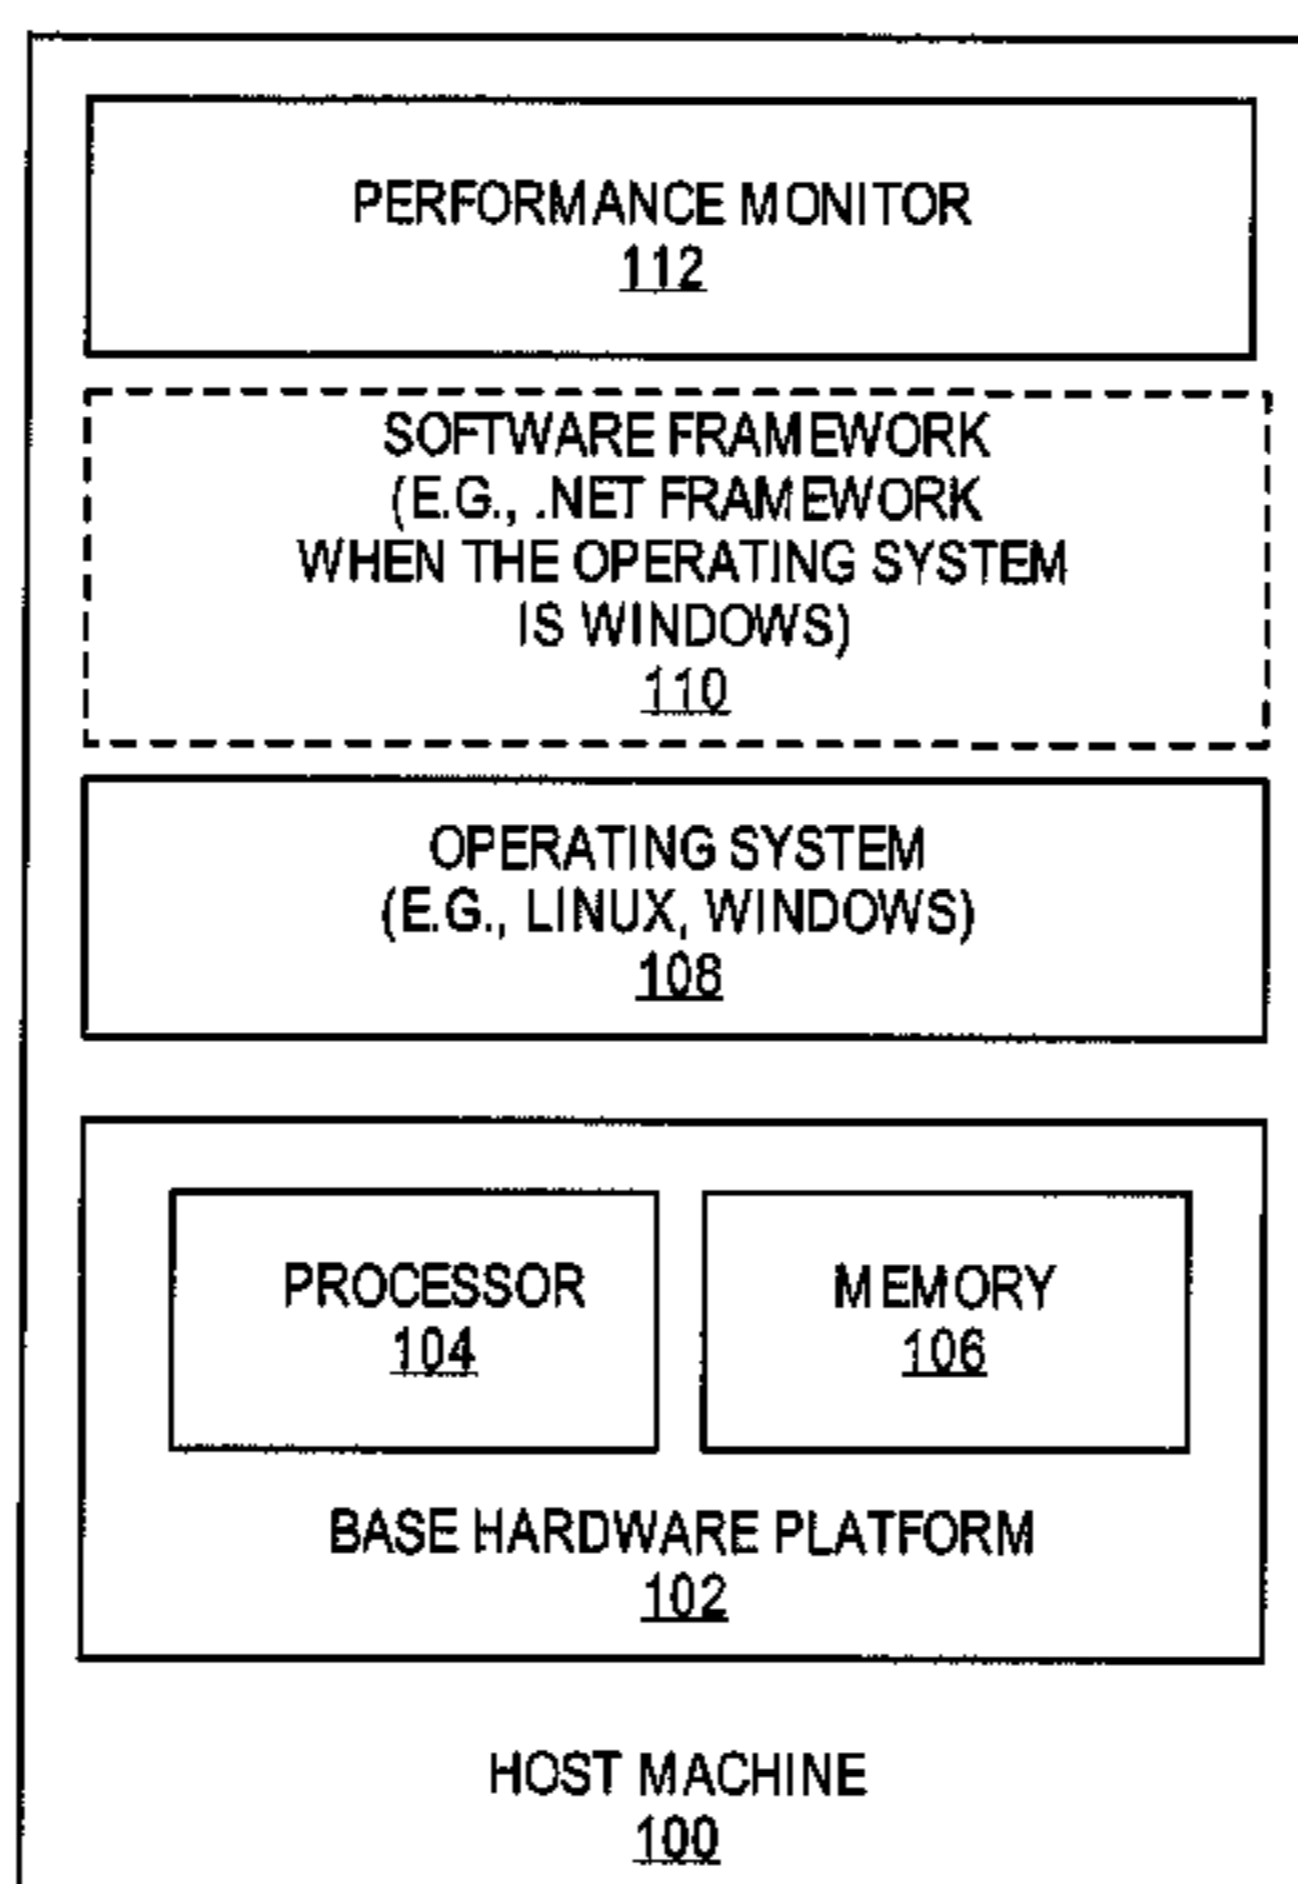 PERFORMANCE MONITOR
112
SOFTWARE FRAMEWORK
(E.G., .NET FRAMEWORK
WHEN THE OPERATING SYSTEM
IS WINDOWS)
110
OPERATING SYSTEM
(E.G., LINUX, WINDOWS)
108
PROCESSOR
104
MEMORY
106
BASE HARDWARE PLATFORM
102
HOST MACHINE
100